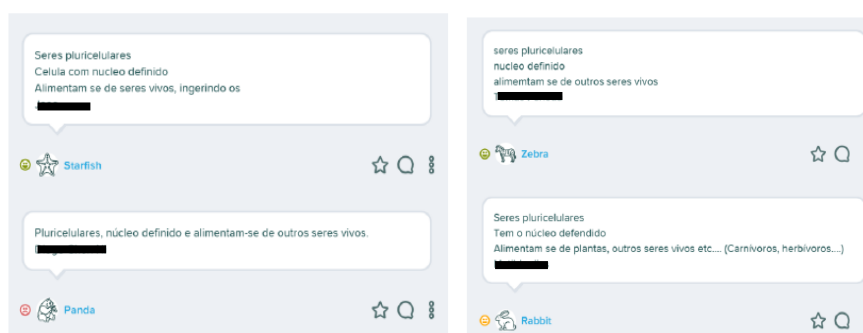 Seres pluricelulares
Celula com nucleo definido
Alimentam se de seres vivos, ingerindo os
Starfish
Pluricelulares, núcleo definido e alimentam-se de outros seres vivos.
Panda
seres pluricelulares
nucleo definido
alimemtam se de outros seres vivos
Zebra
Seres pluricelulares
Tem o núcleo defendido
Alimentam se de plantas, outros seres vivos etc.... (Carnivoros, herbívoros....)
Rabbit